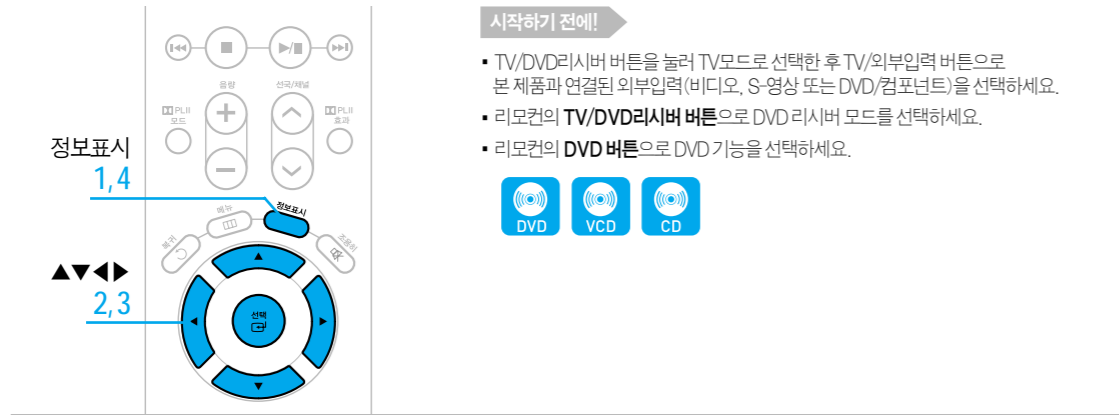 음량
선국/채널
PLII
모드
PLII
효과
정보표시
1,4
메뉴
정보표시
복귀
조용히
▲▼◀▶
2,3
선택
시작하기 전에!
▪ TV/DVD리시버 버튼을 눌러 TV모드로 선택한 후 TV/외부입력 버튼으로
본 제품과 연결된 외부입력(비디오, S-영상 또는 DVD/컴포넌트)을 선택하세요.
▪ 리모컨의 TV/DVD리시버 버튼으로 DVD 리시버 모드를 선택하세요.
▪ 리모컨의 DVD 버튼으로 DVD 기능을 선택하세요.
DVD
VCD
CD